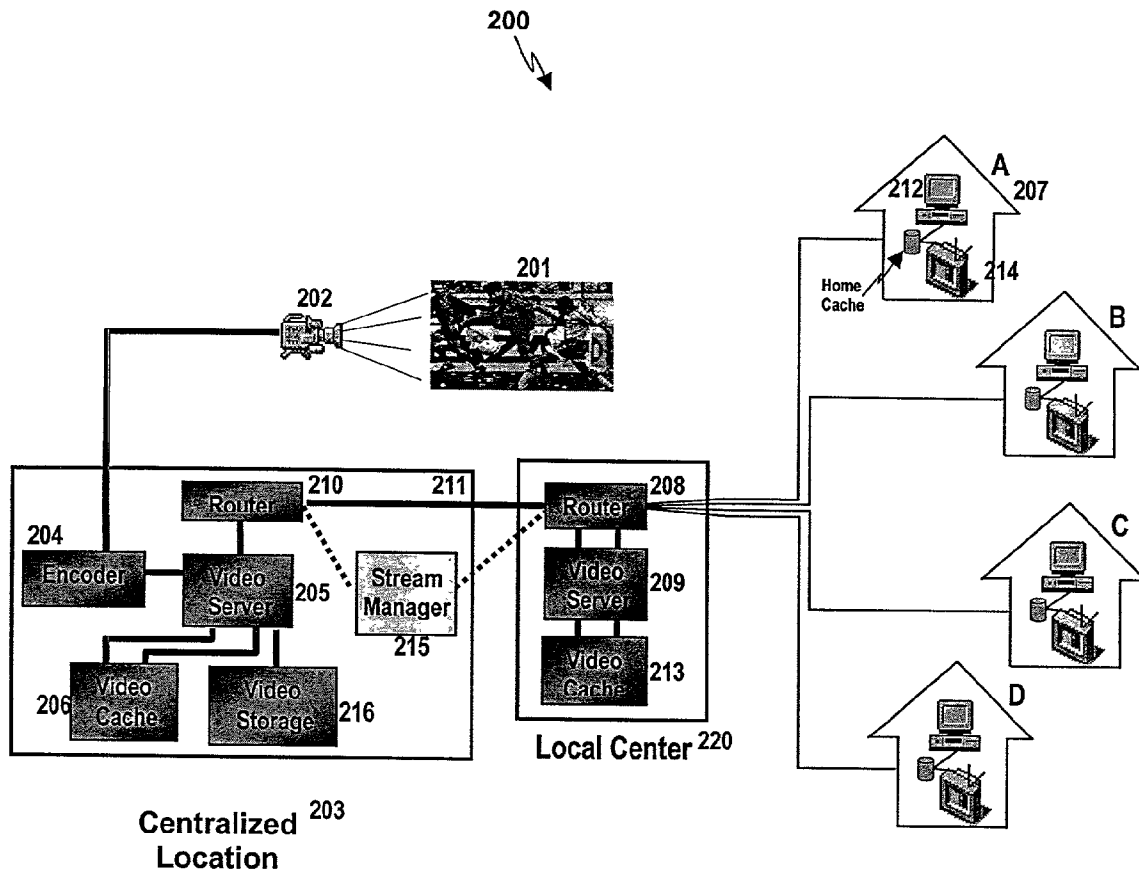 200
A
212
207
Home
Cache
214
201
202
D
B
210
211
208
Router
Router
204
Encoder
Video
Server
205
Stream
Manager
215
Video
Server
209
C
206
Video
Cache
Video
Storage
216
Video
Cache
213
D
Local Center 220
Centralized 203
Location